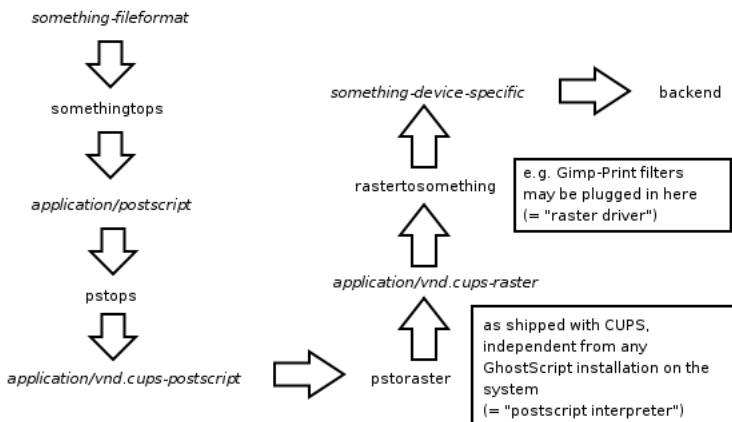 something-fileformat
somethingtops
application/postscript
pstops
application/vnd.cups-postscript
pstoraster
as shipped with CUPS,
independent from any
GhostScript installation on the
system
(= "postscript interpreter")
application/vnd.cups-raster
rastertosomething
e.g. Gimp-Print filters
may be plugged in here
(= "raster driver")
something-device-specific
backend